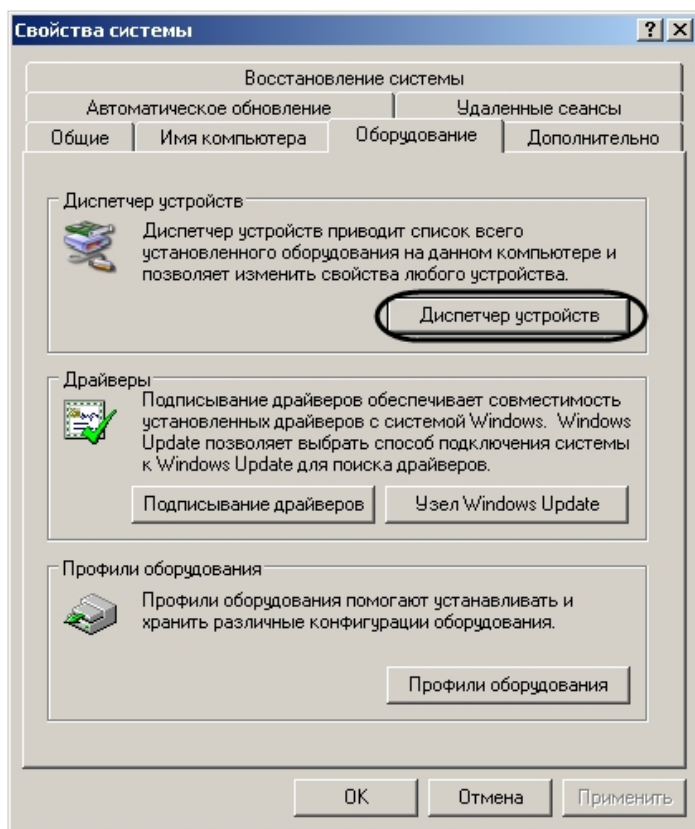 Свойства системы
Восстановление системы
Автоматическое обновление
Удаленные сеансы
Общие
Имя компьютера
Оборудование
Дополнительно
Диспетчер устройств
Диспетчер устройств приводит список всего
установленного оборудования на данном компьютере и
позволяет изменить свойства любого устройства.
Диспетчер устройств
Драйверы
Подписывание драйверов обеспечивает совместимость
установленных драйверов с системой Windows. Windows
Update позволяет выбрать способ подключения системы
к Windows Update для поиска драйверов.
Подписывание драйверов
Узел Windows Update
Профили оборудования
Профили оборудования помогают устанавливать и
хранить различные конфигурации оборудования.
Профили оборудования
OK
Отмена
Применить